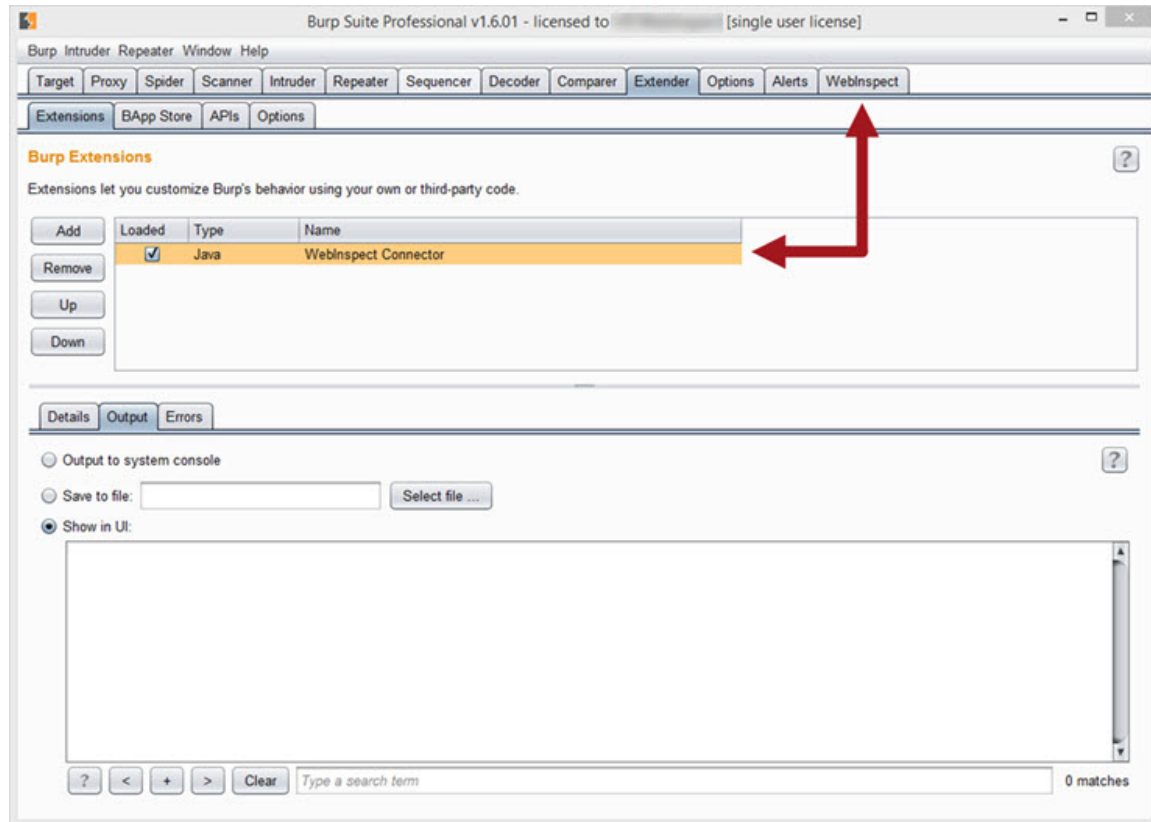 Burp Suite Professional v1.6.01 - licensed to [single user license]
Burp Intruder Repeater Window Help
Target Proxy Spider Scanner Intruder Repeater Sequencer Decoder Comparer Extender Options Alerts WebInspect
Extensions BApp Store APIs Options
Burp Extensions
?
Extensions let you customize Burp's behavior using your own or third-party code.
Add Loaded Type Name
Java WebInspect Connector
Remove
Up
Down
Details Output Errors
Output to system console
?
Save to file: Select file ...
Show in UI:
? < + > Clear Type a search term 0 matches